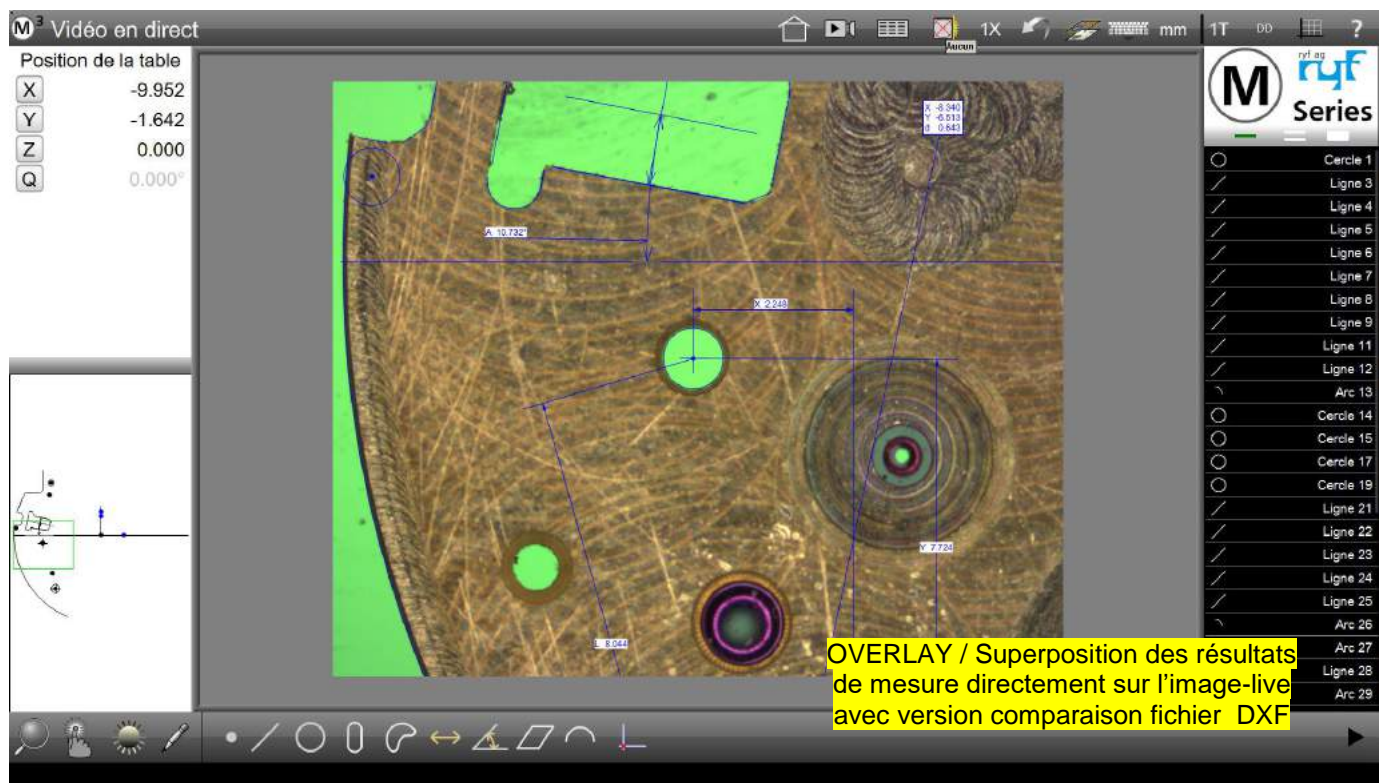 M³ Vidéo en direct
1X
mm
1T
DD
?
Aucun
Position de la table
X -9.952
Y -1.642
Z 0.000
Q 0.000°
M ryf ag
ryf
Series
X -8.340
Y -6.513
0.643
A 10.732°
X 2.248
Y 7.724
L 8.044
Cercle 1
Ligne 3
Ligne 4
Ligne 5
Ligne 6
Ligne 7
Ligne 8
Ligne 9
Ligne 11
Ligne 12
Arc 13
Cercle 14
Cercle 15
Cercle 17
Cercle 19
Ligne 21
Ligne 22
Ligne 23
Ligne 24
Ligne 25
Arc 26
Arc 27
Ligne 28
Arc 29
OVERLAY / Superposition des résultats
de mesure directement sur l’image-live
avec version comparaison fichier DXF